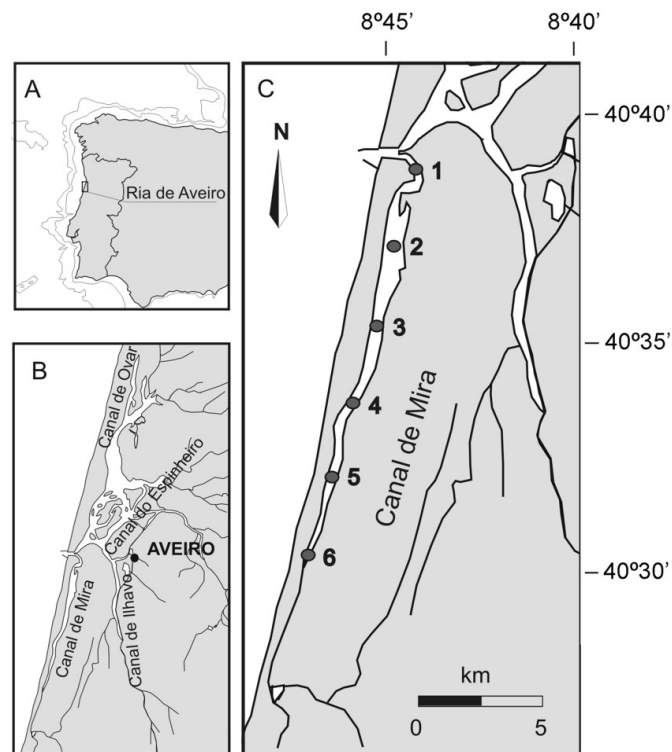 8º45’ 8º40’
A
Ria de Aveiro
B
Canal de Ovar
Canal do Espinheiro
AVEIRO
Canal de Mira
Canal de Ilhavo
C
N
40º40’
1
2
3
40º35’
4
Canal de Mira
5
6
40º30’
km
0 5